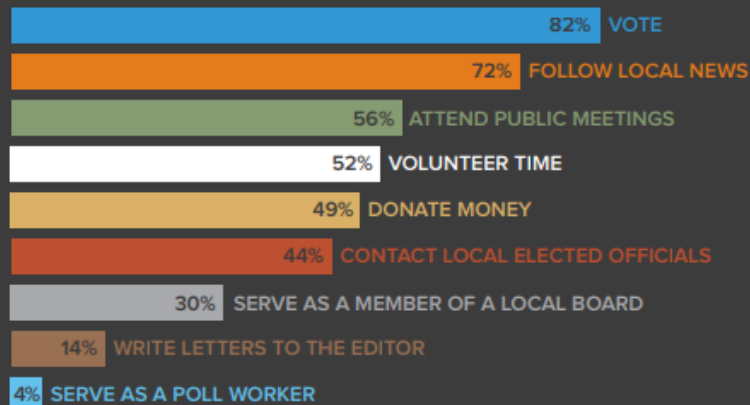 82% VOTE
72% FOLLOW LOCAL NEWS
56% ATTEND PUBLIC MEETINGS
52% VOLUNTEER TIME
49% DONATE MONEY
44% CONTACT LOCAL ELECTED OFFICIALS
30% SERVE AS A MEMBER OF A LOCAL BOARD
14% WRITE LETTERS TO THE EDITOR
4% SERVE AS A POLL WORKER